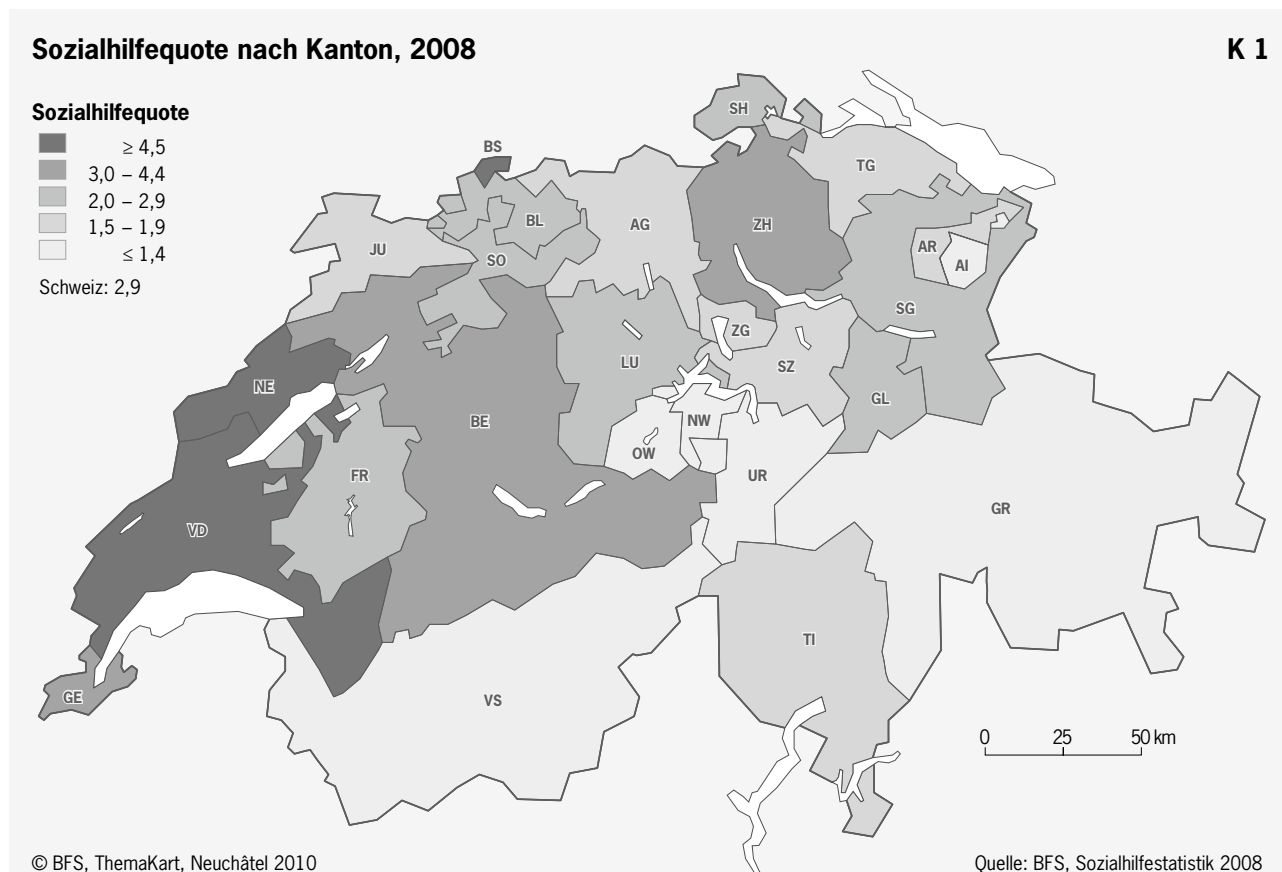 Sozialhilfequote nach Kanton, 2008
K 1
Sozialhilfequote
≥ 4,5
3,0 – 4,4
2,0 – 2,9
1,5 – 1,9
≤ 1,4
Schweiz: 2,9
SH
BS
TG
BL
AG
ZH
JU
AR
SO
AI
SG
ZG
LU
SZ
NE
GL
BE
NW
OW
FR
UR
GR
VD
TI
GE
VS
0 25 50 km
© BFS, ThemaKart, Neuchâtel 2010
Quelle: BFS, Sozialhilfestatistik 2008